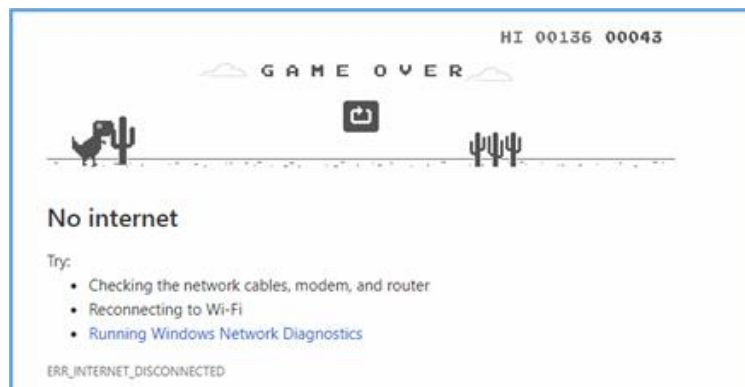 HI 00136 00043
GAME OVER
No internet
Try:
• Checking the network cables, modem, and router
• Reconnecting to Wi-Fi
• Running Windows Network Diagnostics
ERR_INTERNET_DISCONNECTED